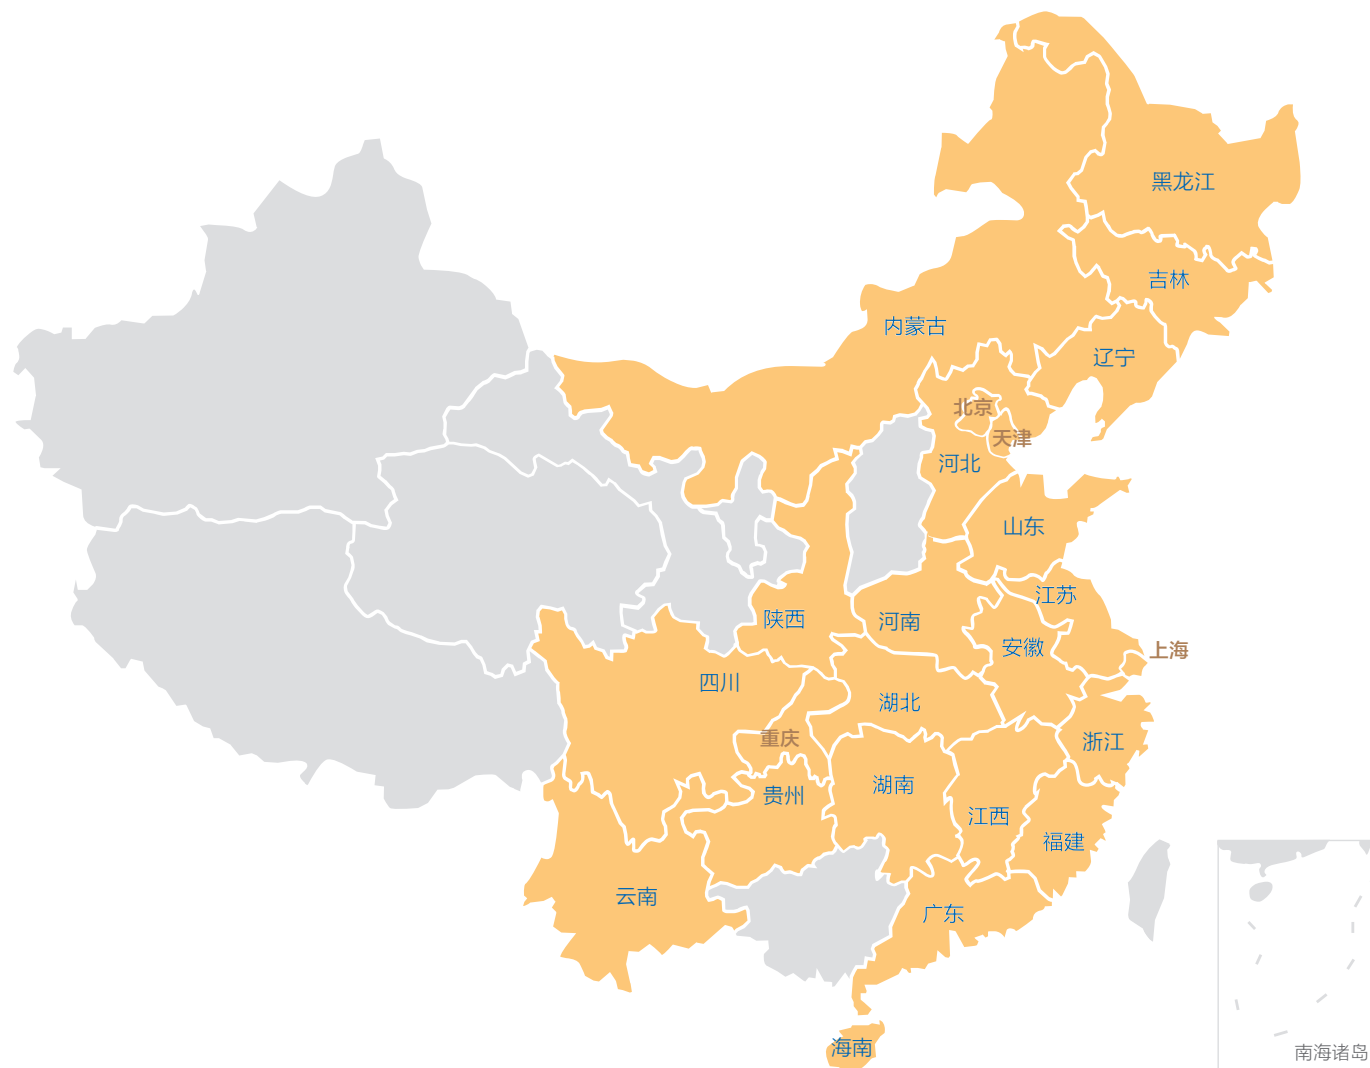 黑龙江
吉林
内蒙古
辽宁
北京
天津
河北
山东
江苏
陕西
河南
安徽
上海
四川
湖北
重庆
浙江
贵州
湖南
江西
福建
云南
广东
海南
南海诸岛